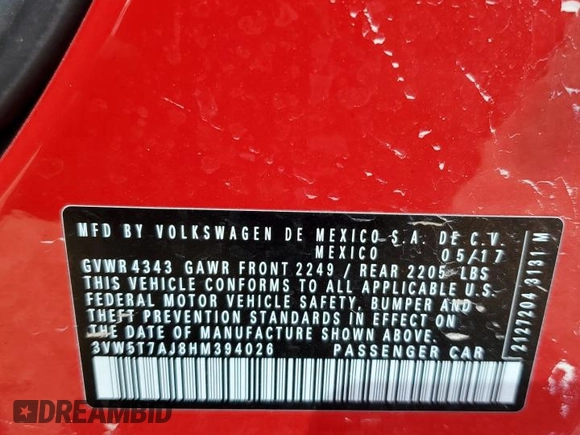 MFD BY VOLKSWAGEN DE MEXICO S.A. DE C.V.
MEXICO 05/17
GVWR 4343 GAWR FRONT 2249 / REAR 2205 LBS
THIS VEHICLE CONFORMS TO ALL APPLICABLE
FEDERAL MOTOR VEHICLE SAFETY, BUMPER AND
THEFT PREVENTION STANDARDS IN EFFECT ON
THE DATE OF MANUFACTURE SHOWN ABOVE.
3VW5T7AJ8HM394026 PASSENGER CAR
2127204 3131 M
DREAMBID